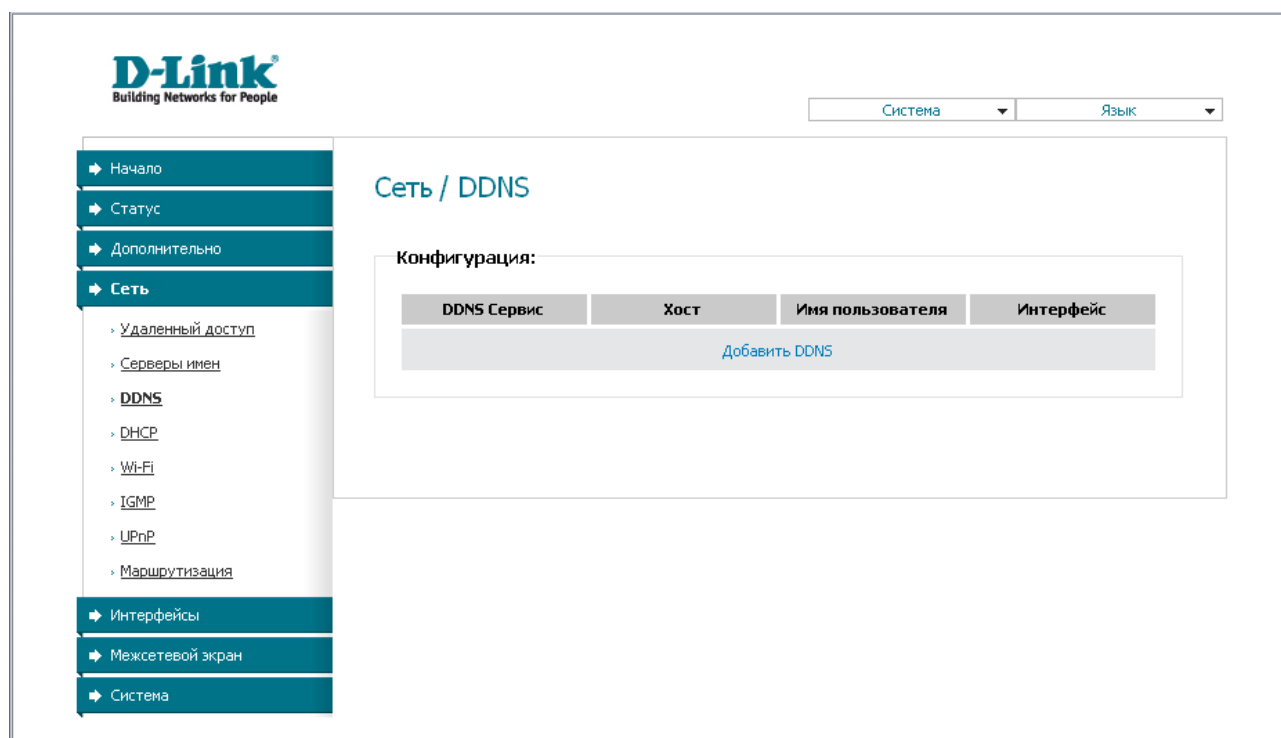 D-Link®
Building Networks for People
Система Язык
Начало
Статус
Дополнительно
Сеть
Удаленный доступ
Серверы имен
DDNS
DHCP
Wi-Fi
IGMP
UPnP
Маршрутизация
Интерфейсы
Межсетевой экран
Система
Сеть / DDNS
Конфигурация:
DDNS Сервис Хост Имя пользователя Интерфейс
Добавить DDNS